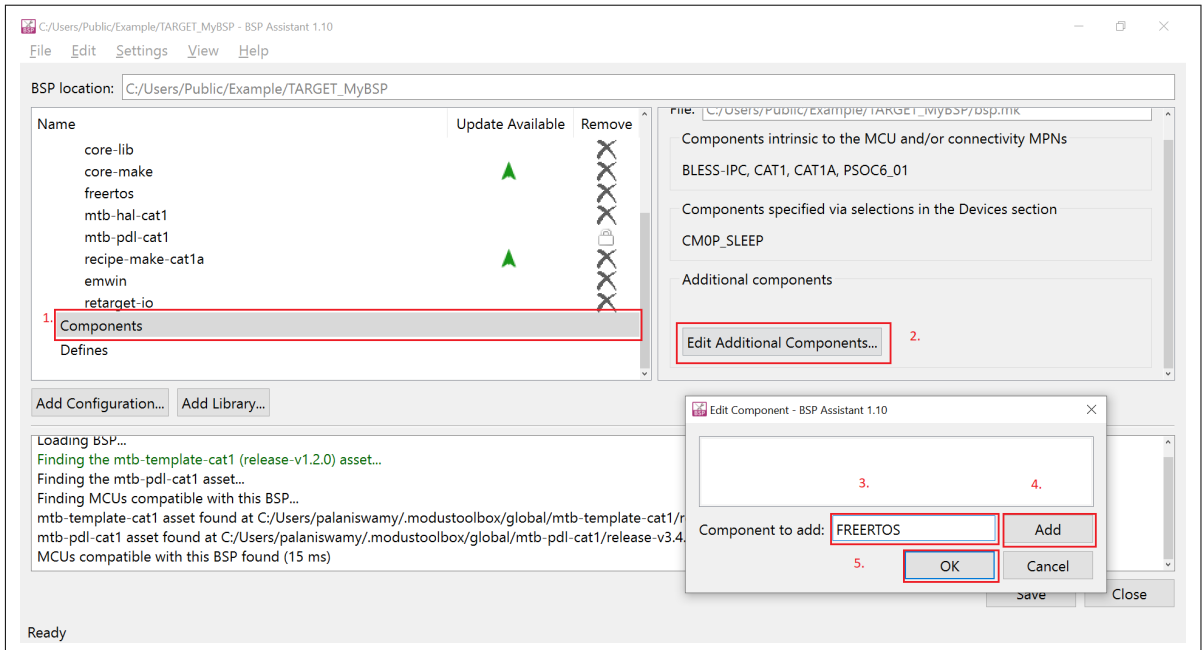 C:/Users/Public/Example/TARGET_MyBSP - BSP Assistant 1.10
File Edit Settings View Help
BSP location: C:/Users/Public/Example/TARGET_MyBSP
Name Update Available Remove
core-lib
core-make
freertos
mtb-hal-cat1
mtb-pdl-cat1
recipe-make-cat1a
emwin
retarget-io
1. Components
Defines
File: C:/Users/Public/Example/TARGET_MyBSP/bsp.mk
Components intrinsic to the MCU and/or connectivity MPNs
BLESS-IPC, CAT1, CAT1A, PSOC6_01
Components specified via selections in the Devices section
CM0P_SLEEP
Additional components
Edit Additional Components... 2.
Add Configuration... Add Library...
Loading BSP...
Finding the mtb-template-cat1 (release-v1.2.0) asset...
Finding the mtb-pdl-cat1 asset...
Finding MCUs compatible with this BSP...
mtb-template-cat1 asset found at C:/Users/palaniswamy/.modustoolbox/global/mtb-template-cat1/r
mtb-pdl-cat1 asset found at C:/Users/palaniswamy/.modustoolbox/global/mtb-pdl-cat1/release-v3.4.
MCUs compatible with this BSP found (15 ms)
BSP Edit Component - BSP Assistant 1.10
3. 4.
Component to add: FREERTOS Add
5. OK Cancel
Save Close
Ready